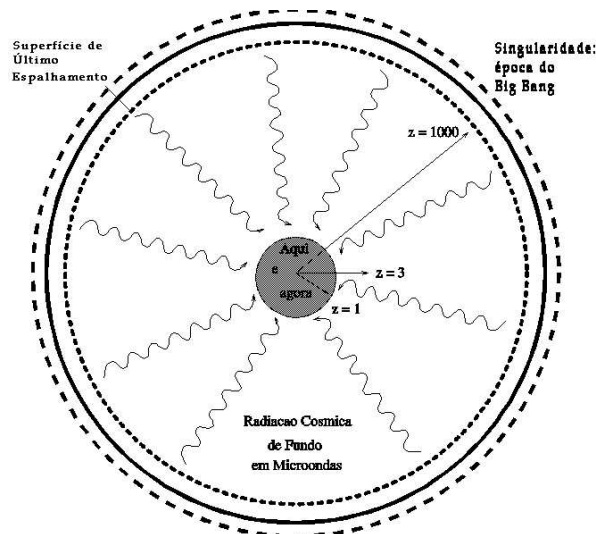 Superfície de
Último
Espalhamento
Singularidade:
época do
Big Bang
z = 1000
Aqui
e
agora
z = 3
z = 1
Radiacao Cosmica
de Fundo
em Microondas